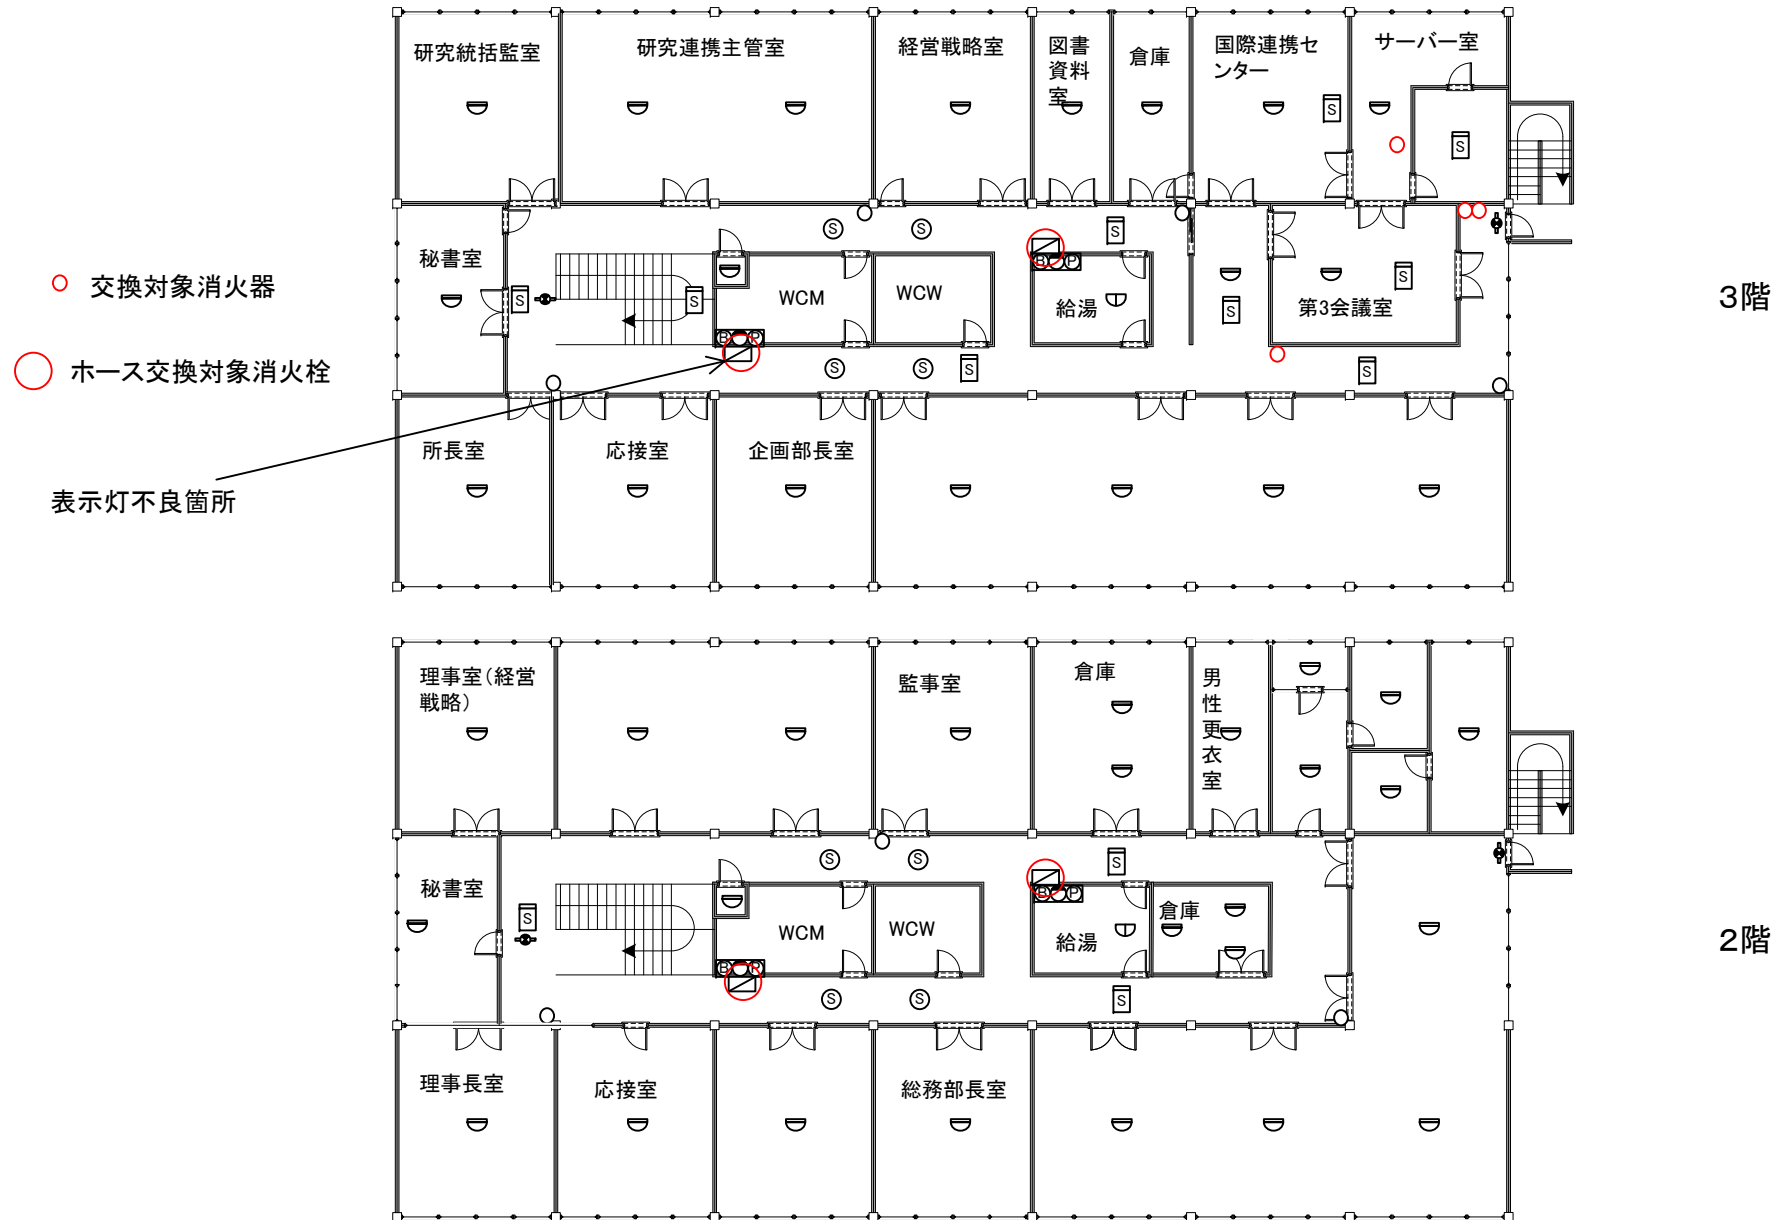 研究統括監室
研究連携主管室
経営戦略室
図書
資料
室
倉庫
国際連携セ
ンター
サーバー室
S
S
S
S
S
秘書室
S
S
WCM
WCW
B P
給湯
S
S
第3会議室
B P
S
S
S
S
所長室
応接室
企画部長室
交換対象消火器
ホース交換対象消火栓
表示灯不良箇所
3階
理事室(経営
戦略)
監事室
倉庫
男
性
更
衣
室
S
S
S
秘書室
S
WCM
WCW
B P
給湯
倉庫
B P
S
S
S
理事長室
応接室
総務部長室
2階